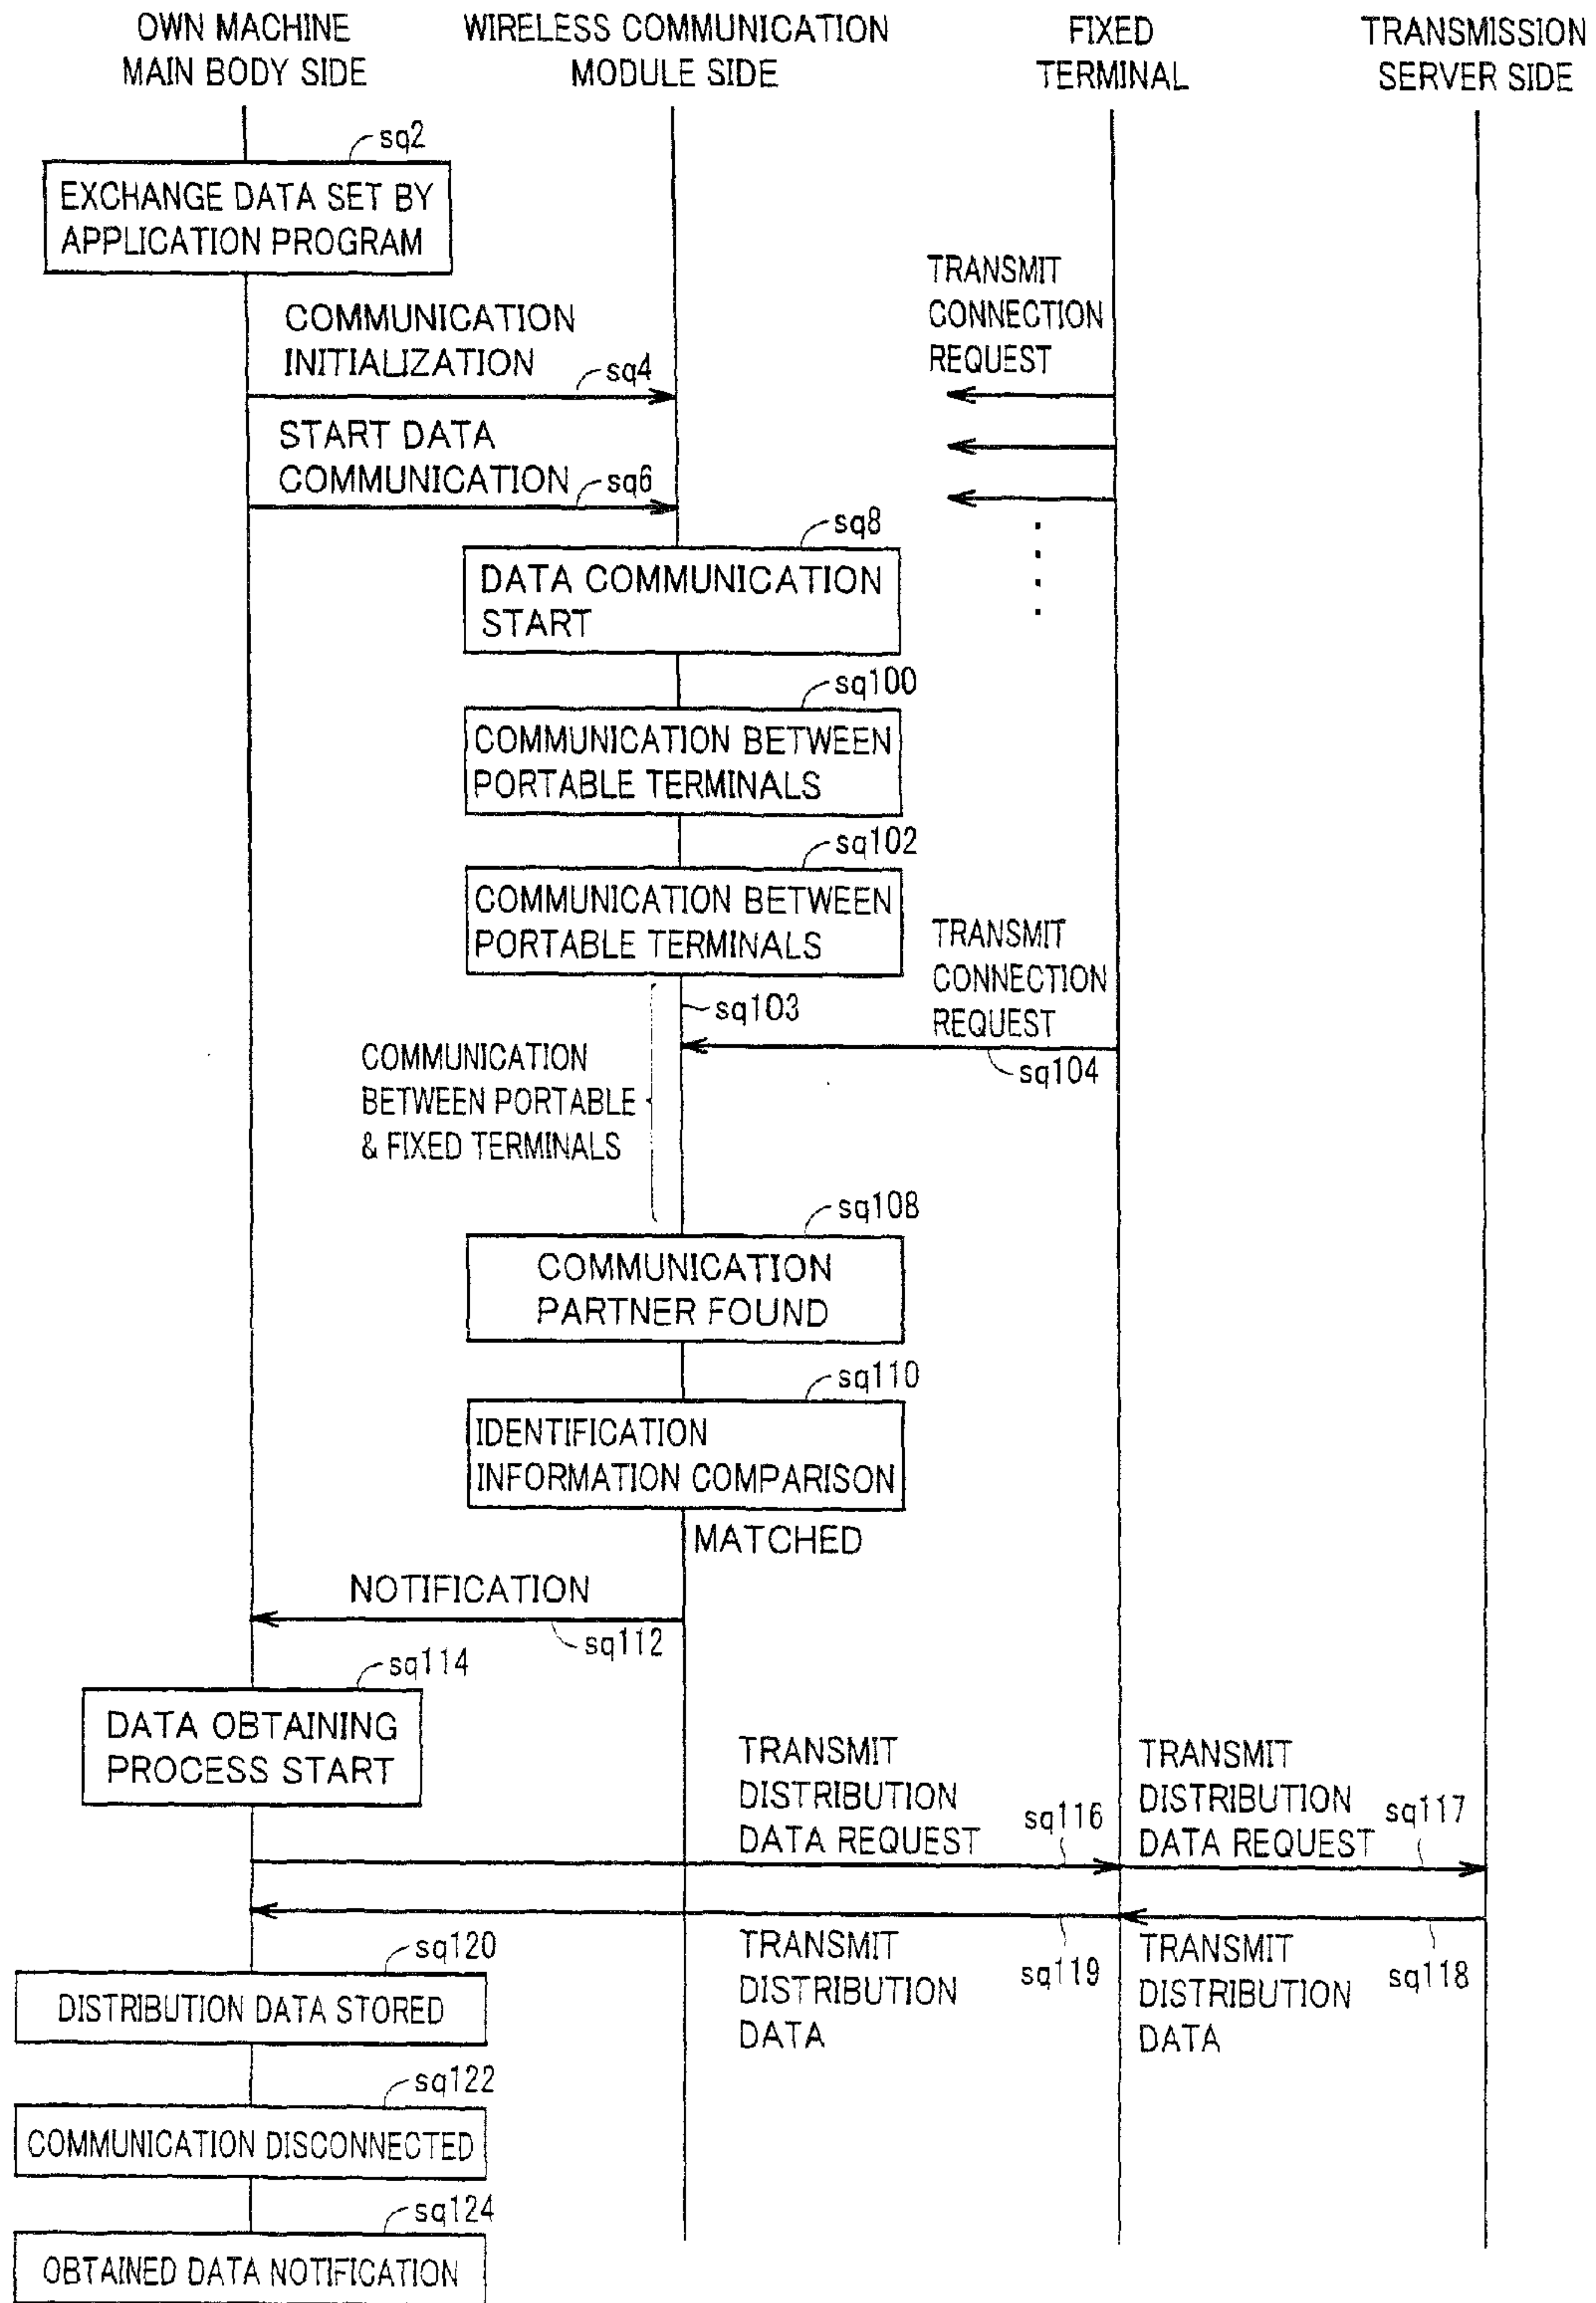 OWN MACHINE
MAIN BODY SIDE
WIRELESS COMMUNICATION
MODULE SIDE
FIXED
TERMINAL
TRANSMISSION
SERVER SIDE
sq2
EXCHANGE DATA SET BY
APPLICATION PROGRAM
COMMUNICATION
INITIALIZATION
sq4
TRANSMIT
CONNECTION
REQUEST
START DATA
COMMUNICATION
sq6
sq8
DATA COMMUNICATION
START
sq100
COMMUNICATION BETWEEN
PORTABLE TERMINALS
sq102
COMMUNICATION BETWEEN
PORTABLE TERMINALS
sq103
TRANSMIT
CONNECTION
REQUEST
sq104
COMMUNICATION
BETWEEN PORTABLE
& FIXED TERMINALS
sq108
COMMUNICATION
PARTNER FOUND
sq110
IDENTIFICATION
INFORMATION COMPARISON
MATCHED
NOTIFICATION
sq112
sq114
DATA OBTAINING
PROCESS START
TRANSMIT
DISTRIBUTION
DATA REQUEST
sq116
TRANSMIT
DISTRIBUTION
DATA REQUEST
sq117
TRANSMIT
DISTRIBUTION
DATA
sq119
TRANSMIT
DISTRIBUTION
DATA
sq118
sq120
DISTRIBUTION DATA STORED
sq122
COMMUNICATION DISCONNECTED
sq124
OBTAINED DATA NOTIFICATION